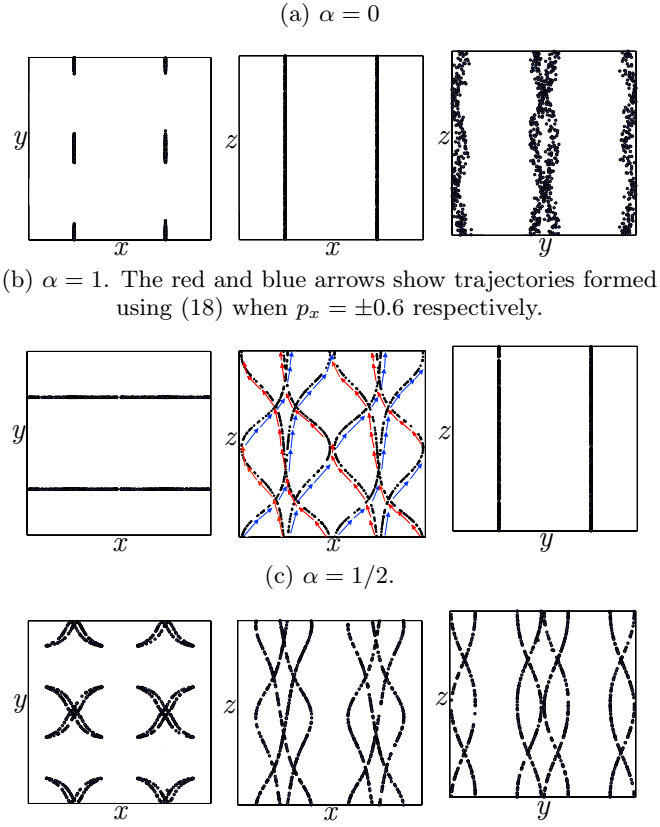 (a) α = 0
y
x
z
x
z
y
(b) α = 1. The red and blue arrows show trajectories formed
using (18) when pₓ = ±0.6 respectively.
y
x
z
x
z
y
(c) α = 1/2.
y
x
z
x
z
y